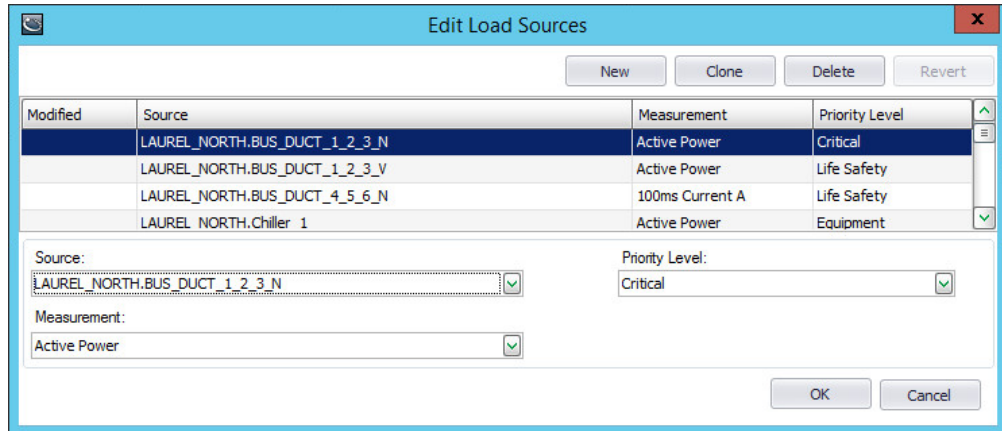 Edit Load Sources
x
New Clone Delete Revert
Modified Source Measurement Priority Level
LAUREL_NORTH.BUS_DUCT_1_2_3_N Active Power Critical
LAUREL_NORTH.BUS_DUCT_1_2_3_V Active Power Life Safety
LAUREL_NORTH.BUS_DUCT_4_5_6_N 100ms Current A Life Safety
LAUREL_NORTH.Chiller_1 Active Power Equipment
Source: Priority Level:
LAUREL_NORTH.BUS_DUCT_1_2_3_N Critical
Measurement:
Active Power
OK Cancel